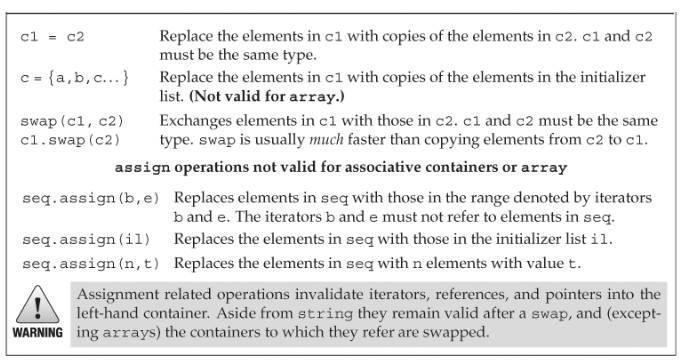 c1 = c2 Replace the elements in c1 with copies of the elements in c2. c1 and c2
must be the same type.
c = {a,b,c...} Replace the elements in c1 with copies of the elements in the initializer
list. (Not valid for array.)
swap(c1, c2) Exchanges elements in c1 with those in c2. c1 and c2 must be the same
c1.swap(c2) type. swap is usually much faster than copying elements from c2 to c1.
assign operations not valid for associative containers or array
seq.assign(b,e) Replaces elements in seq with those in the range denoted by iterators
b and e. The iterators b and e must not refer to elements in seq.
seq.assign(il) Replaces the elements in seq with those in the initializer list il.
seq.assign(n,t) Replaces the elements in seq with n elements with value t.
Assignment related operations invalidate iterators, references, and pointers into the
left-hand container. Aside from string they remain valid after a swap, and (except-
WARNING ing arrays) the containers to which they refer are swapped.